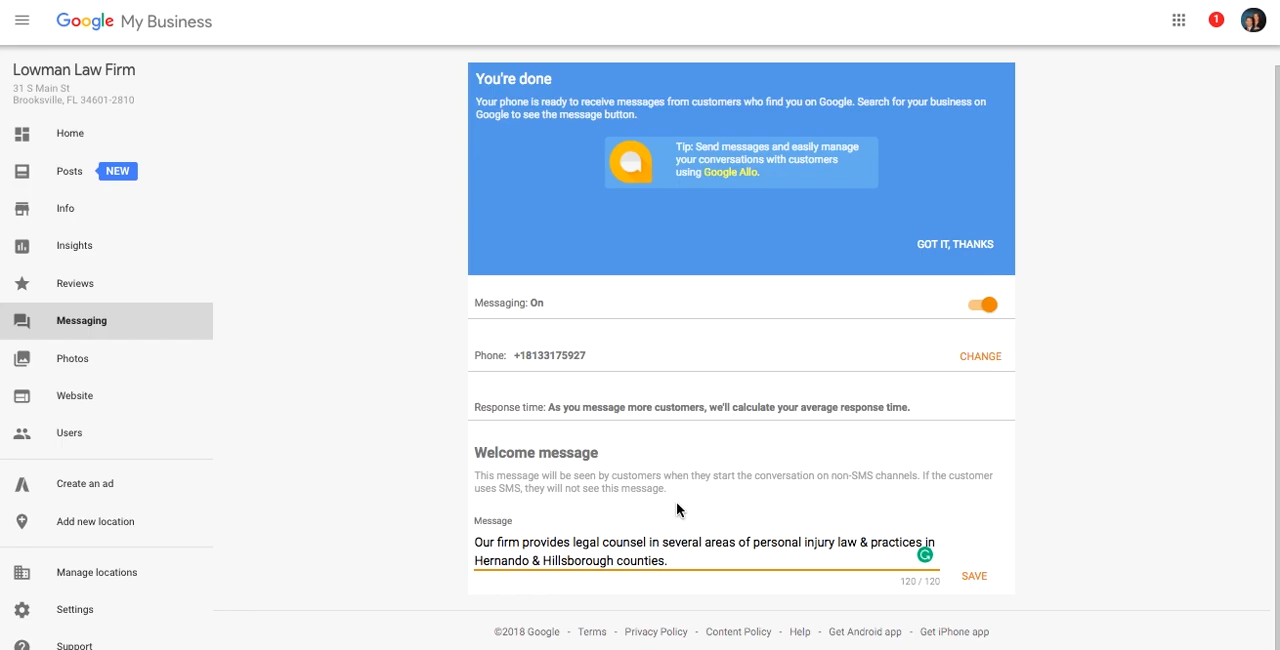 Google My Business
1
Lowman Law Firm
31 S Main St
Brooksville, FL 34601-2810
Home
Posts NEW
Info
Insights
Reviews
Messaging
Photos
Website
Users
Create an ad
Add new location
Manage locations
Settings
Support
You're done
Your phone is ready to receive messages from customers who find you on Google. Search for your business on
Google to see the message button.
Tip: Send messages and easily manage
your conversations with customers
using Google Allo.
GOT IT, THANKS
Messaging: On
Phone: +18133175927 CHANGE
Response time: As you message more customers, we'll calculate your average response time.
Welcome message
This message will be seen by customers when they start the conversation on non-SMS channels. If the customer
uses SMS, they will not see this message.
Message
Our firm provides legal counsel in several areas of personal injury law & practices in
Hernando & Hillsborough counties.
120 / 120 SAVE
©2018 Google - Terms - Privacy Policy - Content Policy - Help - Get Android app - Get iPhone app